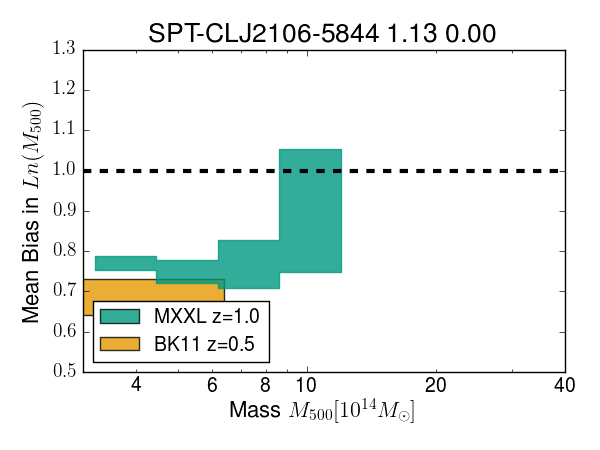 SPT-CLJ2106-5844 1.13 0.00
1.3
1.2
1.1
1.0
0.9
0.8
0.7
0.6
0.5
Mean Bias in Ln(M500)
MXXL z=1.0
BK11 z=0.5
4 6 8 10 20 40
Mass M500[10^14 M⊙]